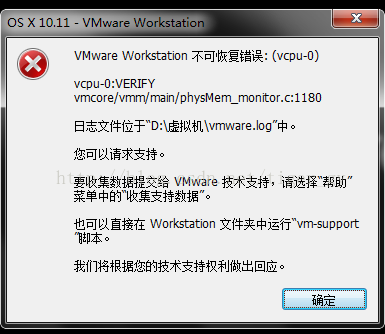 OS X 10.11 - VMware Workstation
VMware Workstation 不可恢复错误: (vcpu-0)
vcpu-0:VERIFY
vmcore/vmm/main/physMem_monitor.c:1180
日志文件位于“D:\虚拟机\vmware.log”中。
您可以请求支持。
要收集数据提交给 VMware 技术支持，请选择“帮助”
菜单中的“收集支持数据”。
也可以直接在 Workstation 文件夹中运行“vm-support
”脚本。
我们将根据您的技术支持权利做出回应。
确定